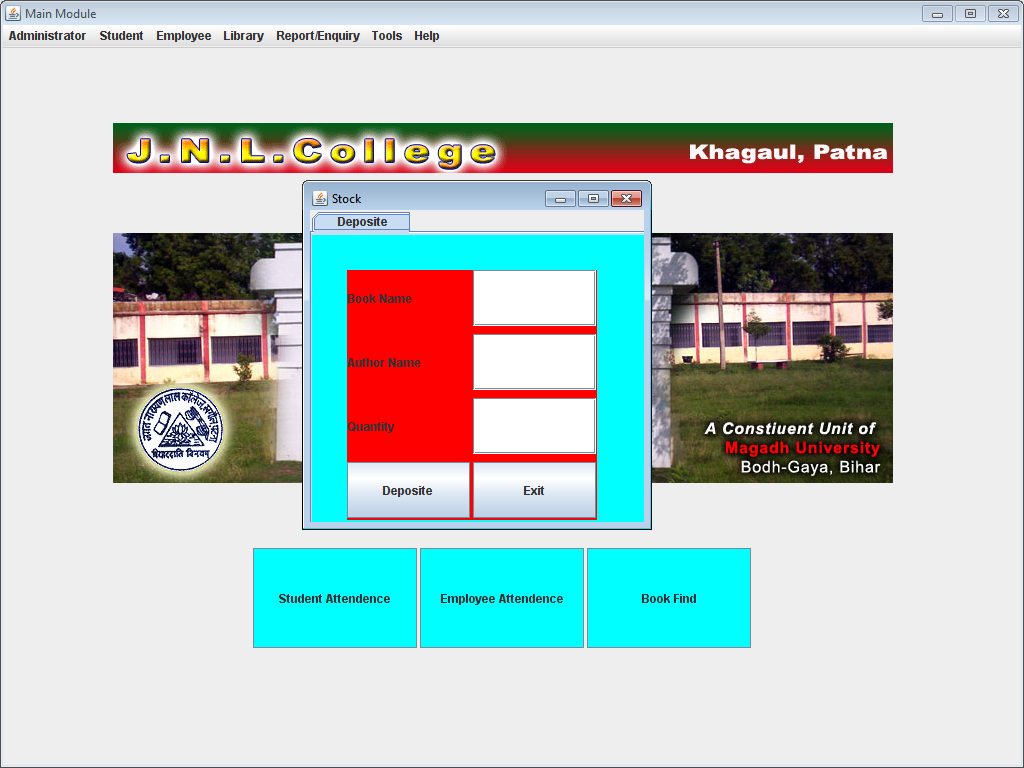 Main Module
Administrator Student Employee Library Report/Enquiry Tools Help
J.N.L.College
Khagaul, Patna
Stock
Deposite
Book Name
Author Name
Quantity
Deposite Exit
A Constiuent Unit of
Magadh University
Bodh-Gaya, Bihar
Student Attendence Employee Attendence Book Find